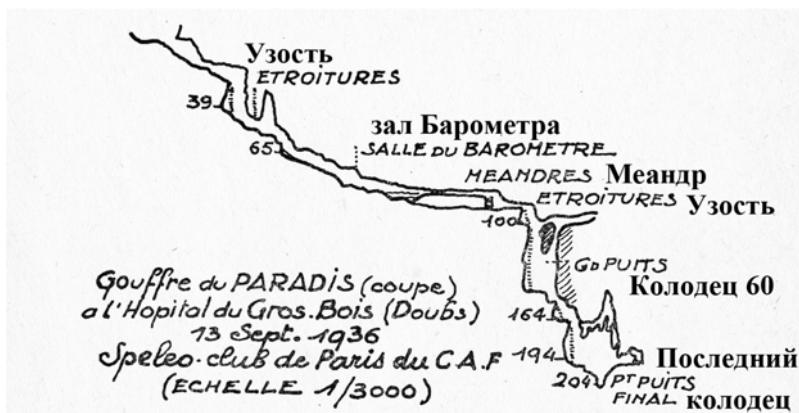 Узость
ETROITURES
39
зал Барометра
65
SALLE DU BAROMETRE
MEANDRES Меандр
ETROITURES Узость
100
Gd PUITS
Колодец 60
Gouffre du PARADIS (coupe)
a l'Hopital du Gros-Bois (Doubs)
13 Sept. 1936
Speleo-club de Paris du C.A.F
(ECHELLE 1/3000)
164
194
Последний
204
PT PUITS
FINAL колодец